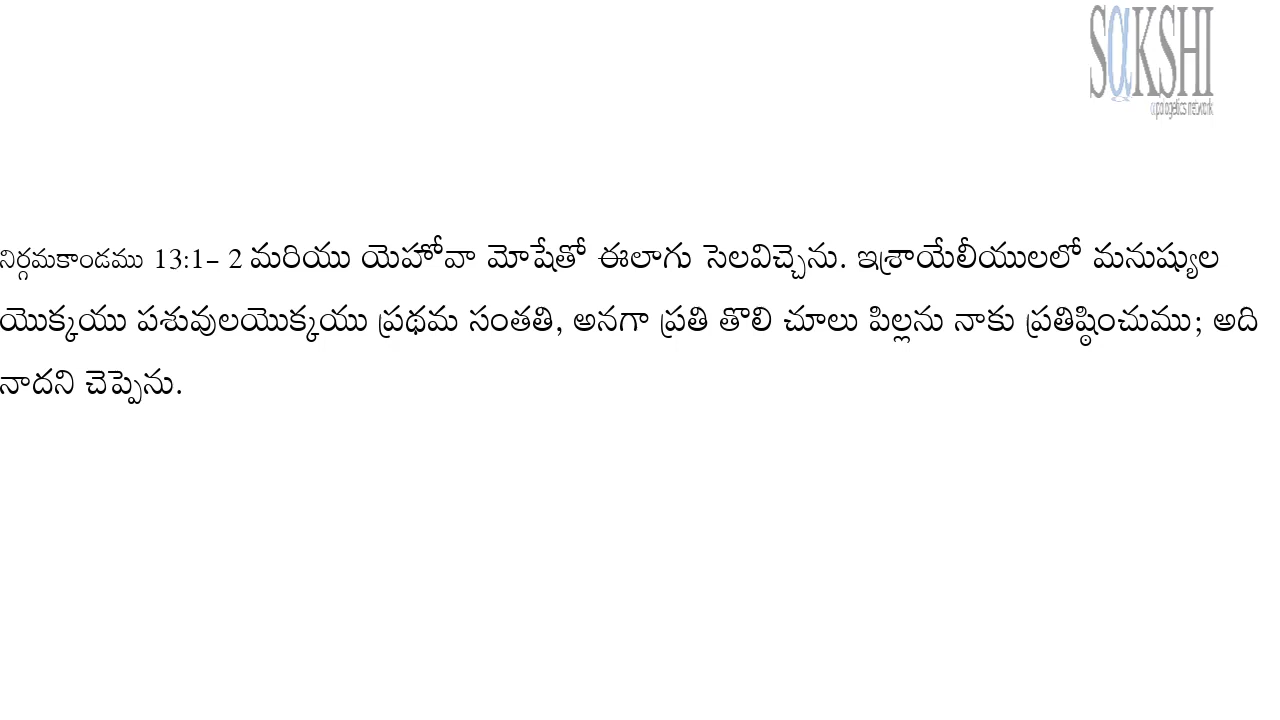 SαKSHI
apologetics network
నిర్గమకాండము 13:1– 2 మరియు యెహోవా మోషేతో ఈలాగు సెలవిచ్చెను. ఇశ్రాయేలీయులలో మనుష్యుల
యొక్కయు పశువులయొక్కయు ప్రథమ సంతతి, అనగా ప్రతి తొలి చూలు పిల్లను నాకు ప్రతిష్ఠించుము; అది
నాదని చెప్పెను.